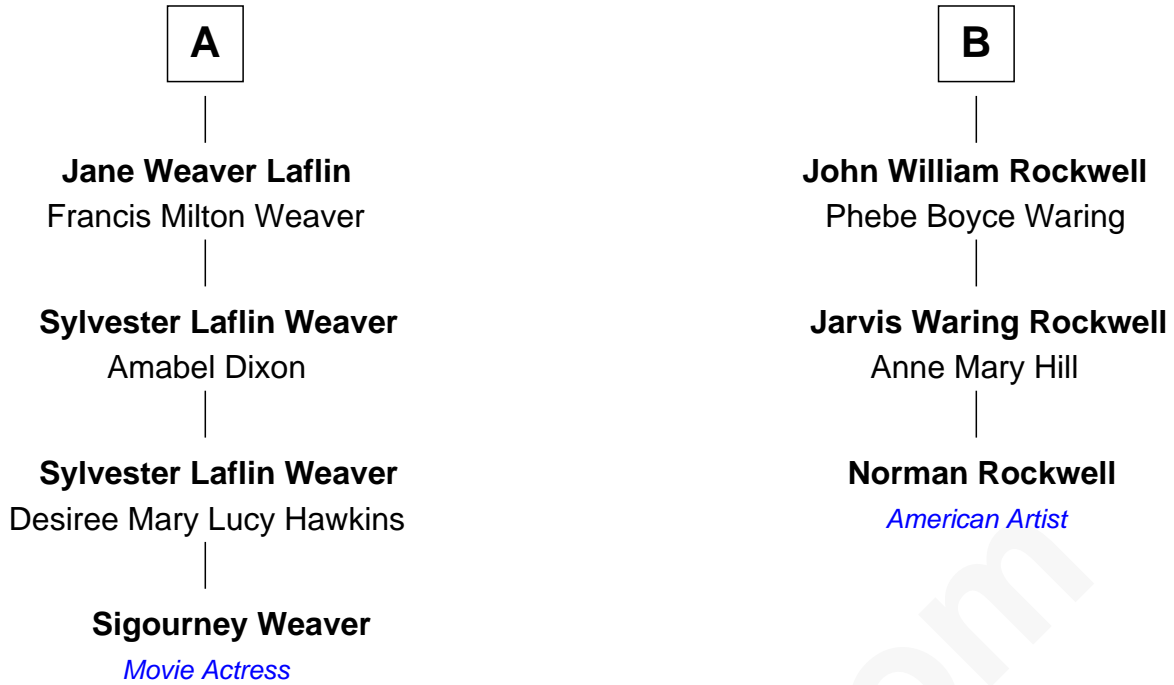 A
Jane Weaver Laflin
Francis Milton Weaver
Sylvester Laflin Weaver
Amabel Dixon
Sylvester Laflin Weaver
Desiree Mary Lucy Hawkins
Sigourney Weaver
Movie Actress
B
John William Rockwell
Phebe Boyce Waring
Jarvis Waring Rockwell
Anne Mary Hill
Norman Rockwell
American Artist
om